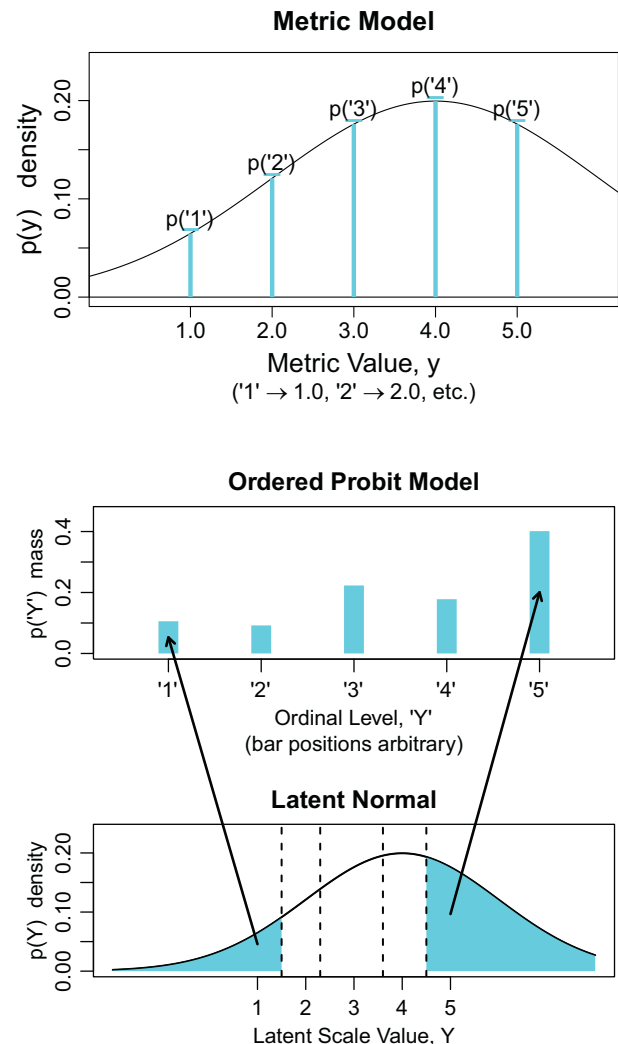 Metric Model
p(y) density
0.00
0.10
0.20
p('1')
p('2')
p('3')
p('4')
p('5')
1.0 2.0 3.0 4.0 5.0
Metric Value, y
('1' → 1.0, '2' → 2.0, etc.)
Ordered Probit Model
p('Y') mass
0.0
0.2
0.4
'1' '2' '3' '4' '5'
Ordinal Level, 'Y'
(bar positions arbitrary)
Latent Normal
p(Y) density
0.00
0.10
0.20
1 2 3 4 5
Latent Scale Value, Y